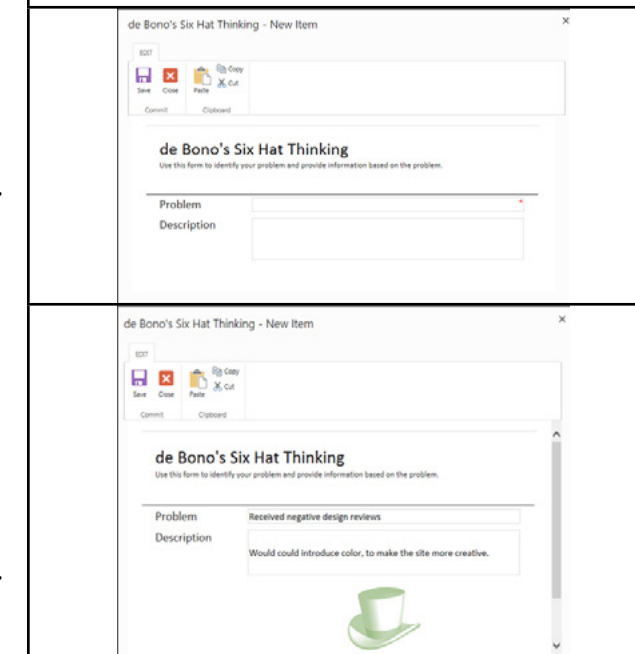 de Bono's Six Hat Thinking - New Item ×
EDIT
Save Close Paste Copy
Cut
Commit Clipboard
de Bono's Six Hat Thinking
Use this form to identify your problem and provide information based on the problem.
Problem *
Description
de Bono's Six Hat Thinking - New Item ×
EDIT
Save Close Paste Copy
Cut
Commit Clipboard
de Bono's Six Hat Thinking
Use this form to identify your problem and provide information based on the problem.
Problem Received negative design reviews
Description
Would could introduce color, to make the site more creative.